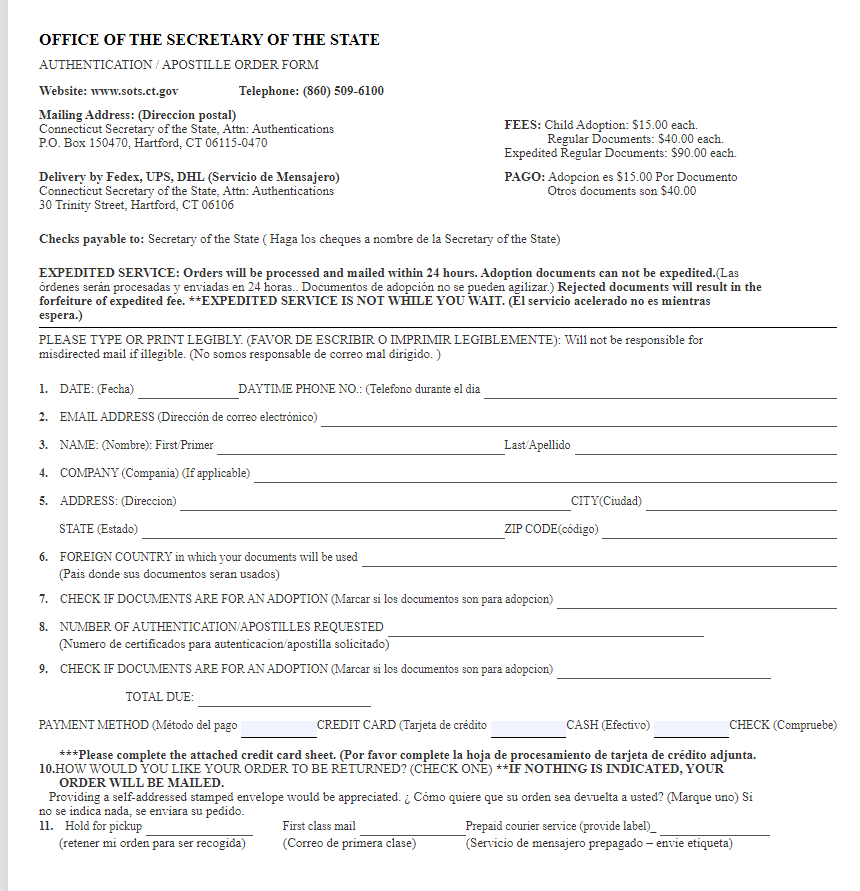 OFFICE OF THE SECRETARY OF THE STATE
AUTHENTICATION / APOSTILLE ORDER FORM
Website: www.sots.ct.gov Telephone: (860) 509-6100
Mailing Address: (Direccion postal)
Connecticut Secretary of the State, Attn: Authentications
P.O. Box 150470, Hartford, CT 06115-0470
FEES: Child Adoption: $15.00 each.
Regular Documents: $40.00 each.
Expedited Regular Documents: $90.00 each.
Delivery by Fedex, UPS, DHL (Servicio de Mensajero)
Connecticut Secretary of the State, Attn: Authentications
30 Trinity Street, Hartford, CT 06106
PAGO: Adopcion es $15.00 Por Documento
Otros documentos son $40.00
Checks payable to: Secretary of the State ( Haga los cheques a nombre de la Secretary of the State)
EXPEDITED SERVICE: Orders will be processed and mailed within 24 hours. Adoption documents can not be expedited.(Las
órdenes serán procesadas y enviadas en 24 horas.. Documentos de adopción no se pueden agilizar.) Rejected documents will result in the
forfeiture of expedited fee. **EXPEDITED SERVICE IS NOT WHILE YOU WAIT. (El servicio acelerado no es mientras
espera.)
PLEASE TYPE OR PRINT LEGIBLY. (FAVOR DE ESCRIBIR O IMPRIMIR LEGIBLEMENTE): Will not be responsible for
misdirected mail if illegible. (No somos responsable de correo mal dirigido. )
1. DATE: (Fecha) DAYTIME PHONE NO.: (Telefono durante el dia
2. EMAIL ADDRESS (Dirección de correo electrónico)
3. NAME: (Nombre): First/Primer Last/Apellido
4. COMPANY (Compania) (If applicable)
5. ADDRESS: (Direccion) CITY(Ciudad)
STATE (Estado) ZIP CODE(código)
6. FOREIGN COUNTRY in which your documents will be used
(Pais donde sus documentos seran usados)
7. CHECK IF DOCUMENTS ARE FOR AN ADOPTION (Marcar si los documentos son para adopcion)
8. NUMBER OF AUTHENTICATION/APOSTILLES REQUESTED
(Numero de certificados para autenticacion/apostilla solicitado)
9. CHECK IF DOCUMENTS ARE FOR AN ADOPTION (Marcar si los documentos son para adopcion)
TOTAL DUE:
PAYMENT METHOD (Método del pago CREDIT CARD (Tarjeta de crédito CASH (Efectivo) CHECK (Compruebe)
***Please complete the attached credit card sheet. (Por favor complete la hoja de procesamiento de tarjeta de crédito adjunta.
10.HOW WOULD YOU LIKE YOUR ORDER TO BE RETURNED? (CHECK ONE) **IF NOTHING IS INDICATED, YOUR
ORDER WILL BE MAILED.
Providing a self-addressed stamped envelope would be appreciated. ¿ Cómo quiere que su orden sea devuelta a usted? (Marque uno) Si
no se indica nada, se enviara su pedido.
11. Hold for pickup First class mail Prepaid courier service (provide label)_
(retener mi orden para ser recogida) (Correo de primera clase) (Servicio de mensajero prepagado – envie etiqueta)